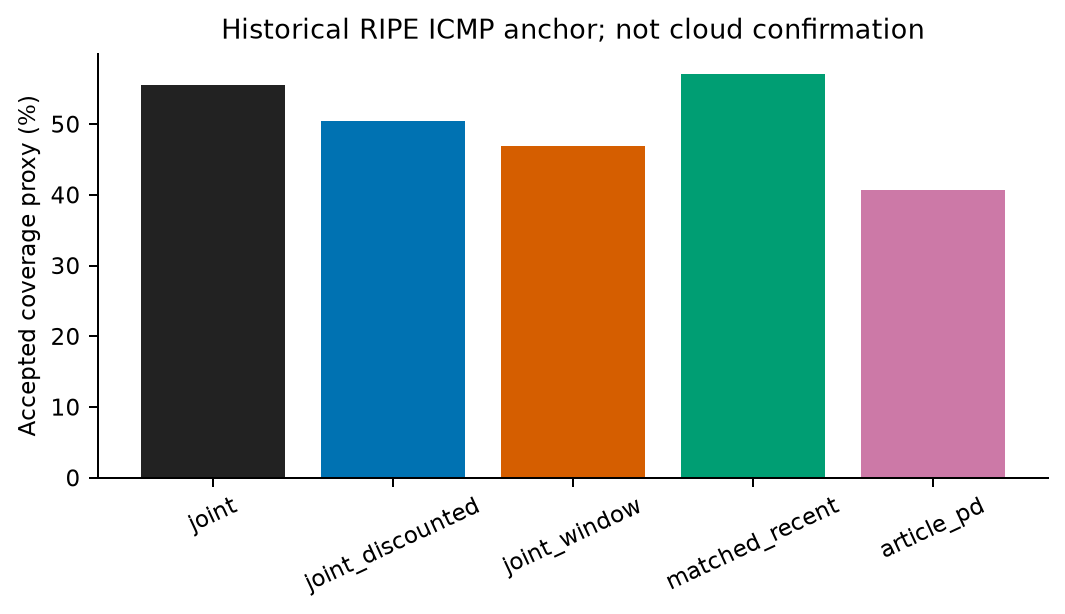 Historical RIPE ICMP anchor; not cloud confirmation
Accepted coverage proxy (%)
50
40
30
20
10
0
joint
joint_discounted
joint_window
matched_recent
article_pd